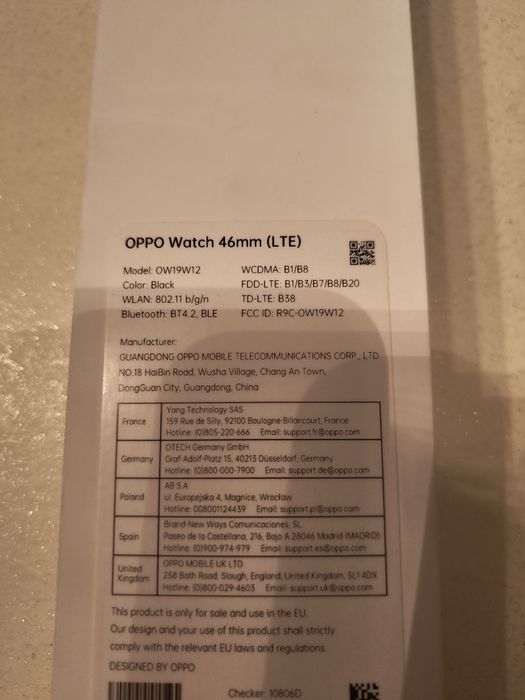 OPPO Watch 46mm (LTE)
Model: OW19W12 WCDMA: B1/B8
Color: Black FDD-LTE: B1/B3/B7/B8/B20
WLAN: 802.11 b/g/n TD-LTE: B38
Bluetooth: BT4.2, BLE FCC ID: R9C-OW19W12
Manufacturer:
GUANGDONG OPPO MOBILE TELECOMMUNICATIONS CORP., LTD.
NO.18 HaiBin Road, Wusha Village, Chang An Town,
DongGuan City, Guangdong, China
France
Yang Technology SAS
159 Rue de Silly, 92100 Boulogne-Billancourt, France
Hotline: (0)805-220-666 Email: support.fr@oppo.com
Germany
OTECH Germany GmbH
Graf-Adolf-Platz 15, 40213 Düsseldorf, Germany
Hotline: (0)800-000-7900 Email: support.de@oppo.com
Poland
AB S.A
ul. Europejska 4, Magnice, Wrocław
Hotline: 008001124439 Email: support.pl@oppo.com
Spain
Brand-New Ways Comunicaciones, SL
Paseo de la Castellana, 216, Bajo A 28046 Madrid (MADRID)
Hotline: (0)900-974-979 Email: support.es@oppo.com
United
Kingdom
OPPO MOBILE UK LTD
258 Bath Road, Slough, England, United Kingdom, SL1 4DX
Hotline: (0)800-029-4603 Email: support.uk@oppo.com
This product is only for sale and use in the EU.
Our design and your use of this product shall strictly
comply with the relevant EU laws and regulations.
DESIGNED BY OPPO
Checker: 10806D